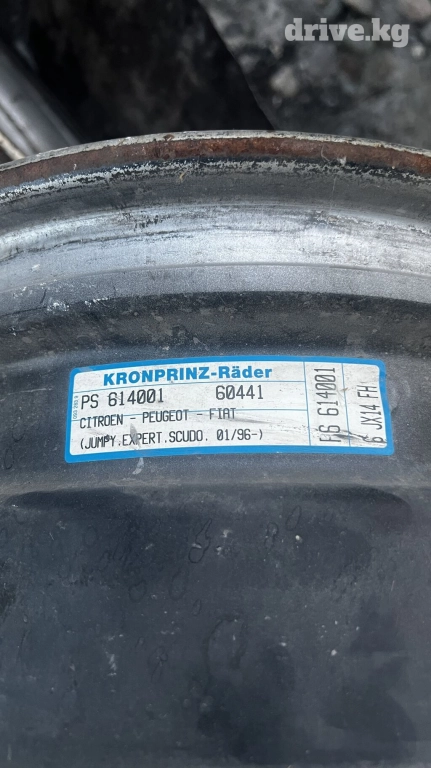 drive.kg
KRONPRINZ-Räder
PS 614001 60441
CITROEN - PEUGEOT - FIAT
(JUMPY.EXPERT.SCUDO. 01/96-)
F6 614001
6 JX14 FH